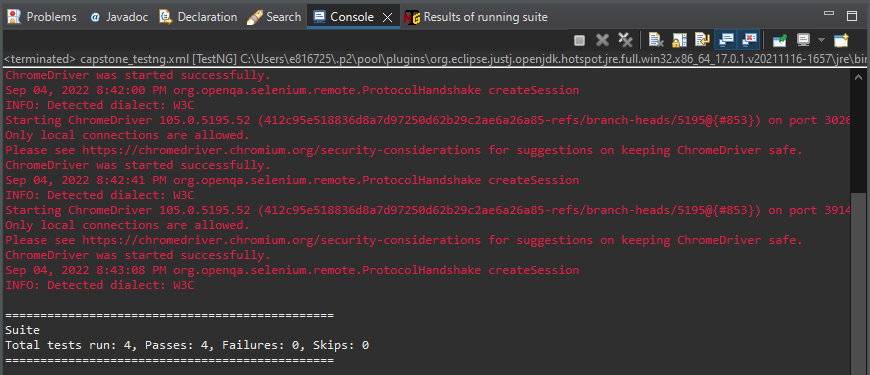 Problems @ Javadoc Declaration Search Console Results of running suite
<terminated> capstone_testng.xml [TestNG] C:\Users\e816725\.p2\pool\plugins\org.eclipse.justj.openjdk.hotspot.jre.full.win32.x86_64_17.0.1.v20211116-1657\jre\bin
ChromeDriver was started successfully.
Sep 04, 2022 8:42:00 PM org.openqa.selenium.remote.ProtocolHandshake createSession
INFO: Detected dialect: W3C
Starting ChromeDriver 105.0.5195.52 (412c95e518836d8a7d97250d62b29c2ae6a26a85-refs/branch-heads/5195@{#853}) on port 3026
Only local connections are allowed.
Please see https://chromedriver.chromium.org/security-considerations for suggestions on keeping ChromeDriver safe.
ChromeDriver was started successfully.
Sep 04, 2022 8:42:41 PM org.openqa.selenium.remote.ProtocolHandshake createSession
INFO: Detected dialect: W3C
Starting ChromeDriver 105.0.5195.52 (412c95e518836d8a7d97250d62b29c2ae6a26a85-refs/branch-heads/5195@{#853}) on port 3914
Only local connections are allowed.
Please see https://chromedriver.chromium.org/security-considerations for suggestions on keeping ChromeDriver safe.
ChromeDriver was started successfully.
Sep 04, 2022 8:43:08 PM org.openqa.selenium.remote.ProtocolHandshake createSession
INFO: Detected dialect: W3C
===============================================
Suite
Total tests run: 4, Passes: 4, Failures: 0, Skips: 0
===============================================